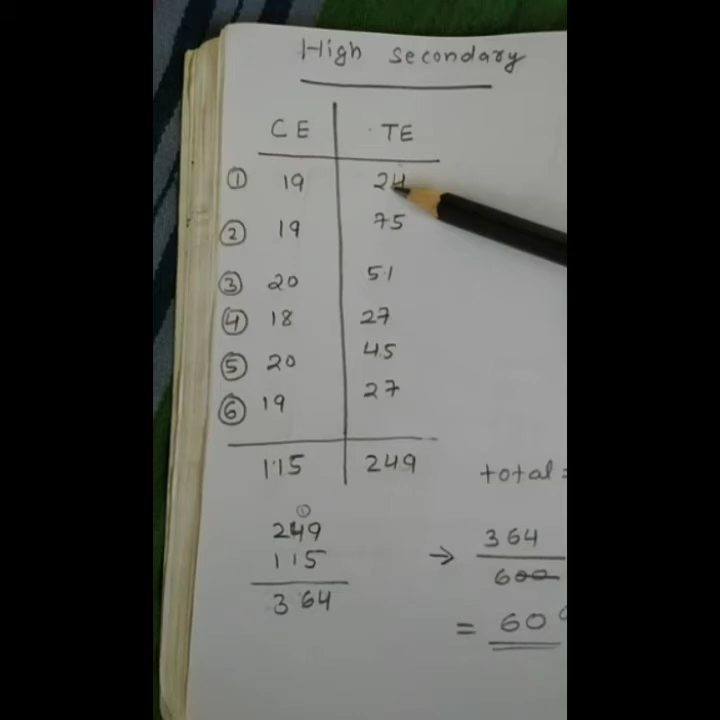 High Secondary
CE TE
① 19 24
② 19 75
③ 20 51
④ 18 27
⑤ 20 45
⑥ 19 27
115 249
total =
①
249
115
364
→ 364
600
= 60